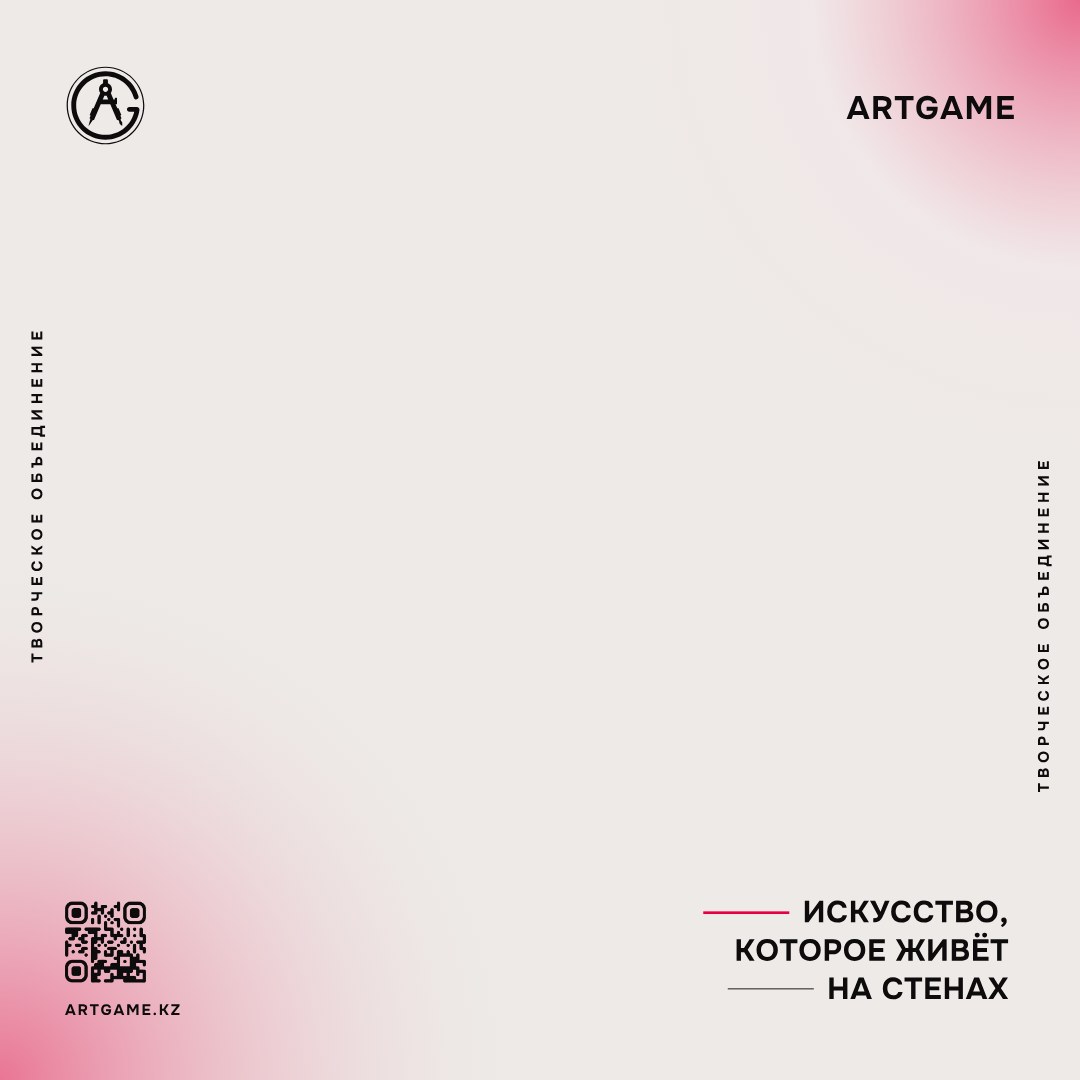 ARTGAME
ТВОРЧЕСКОЕ ОБЪЕДИНЕНИЕ
ТВОРЧЕСКОЕ ОБЪЕДИНЕНИЕ
ИСКУССТВО,
КОТОРОЕ ЖИВЁТ
НА СТЕНАХ
ARTGAME.KZ